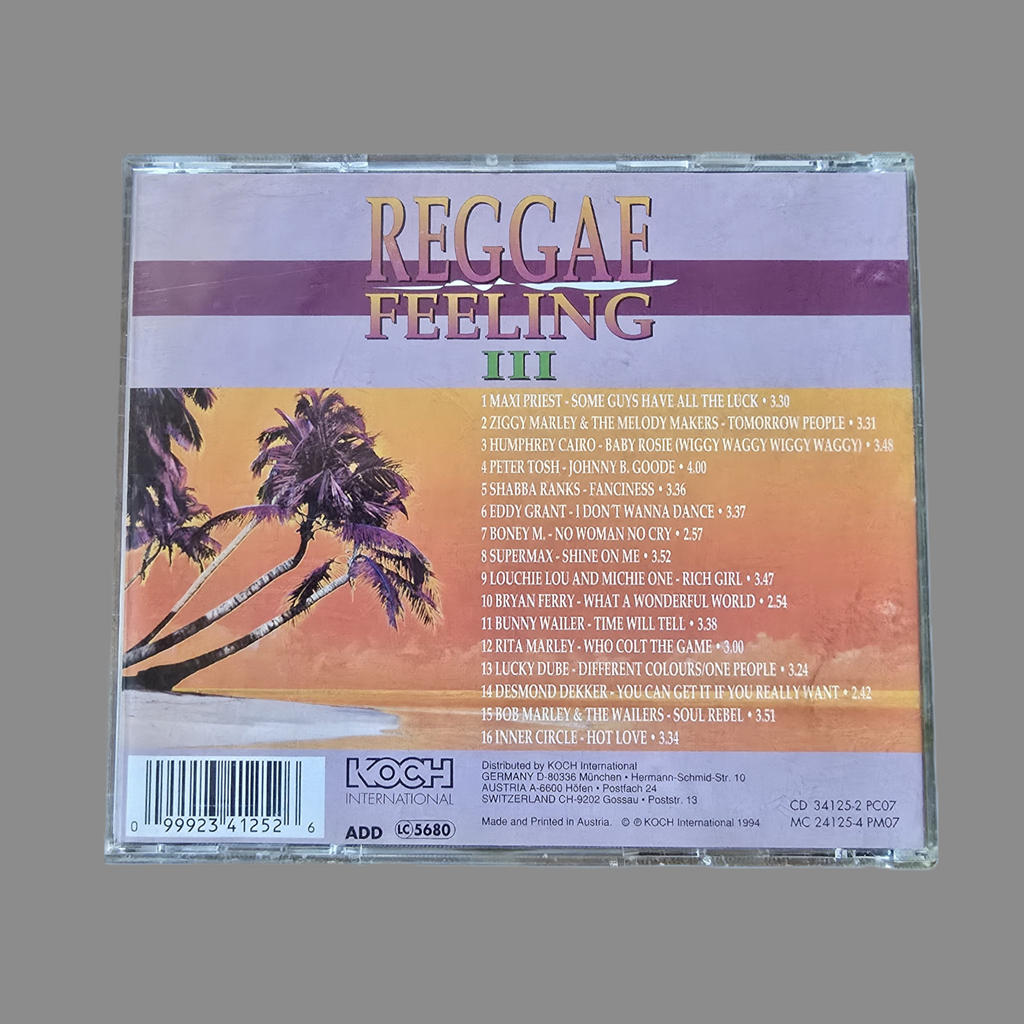 REGGAE
FEELING
III
1 MAXI PRIEST - SOME GUYS HAVE ALL THE LUCK • 3.30
2 ZIGGY MARLEY & THE MELODY MAKERS - TOMORROW PEOPLE • 3.31
3 HUMPHREY CAIRO - BABY ROSIE (WIGGY WAGGY WIGGY WAGGY) • 3.48
4 PETER TOSH - JOHNNY B. GOODE • 4.00
5 SHABBA RANKS - FANCINESS • 3.36
6 EDDY GRANT - I DON'T WANNA DANCE • 3.37
7 BONEY M. - NO WOMAN NO CRY • 2.57
8 SUPERMAX - SHINE ON ME • 3.52
9 LOUCHIE LOU AND MICHIE ONE - RICH GIRL • 3.47
10 BRYAN FERRY - WHAT A WONDERFUL WORLD • 2.54
11 BUNNY WAILER - TIME WILL TELL • 3.38
12 RITA MARLEY - WHO COLT THE GAME • 3.00
13 LUCKY DUBE - DIFFERENT COLOURS/ONE PEOPLE • 3.24
14 DESMOND DEKKER - YOU CAN GET IT IF YOU REALLY WANT • 2.42
15 BOB MARLEY & THE WAILERS - SOUL REBEL • 3.51
16 INNER CIRCLE - HOT LOVE • 3.34
0 99923 41252 6
KOCH
INTERNATIONAL
ADD LC 5680
Distributed by KOCH International
GERMANY D-80336 München • Hermann-Schmid-Str. 10
AUSTRIA A-6600 Höfen • Postfach 24
SWITZERLAND CH-9202 Gossau • Poststr. 13
Made and Printed in Austria. © ℗ KOCH International 1994
CD 34125-2 PC07
MC 24125-4 PM07